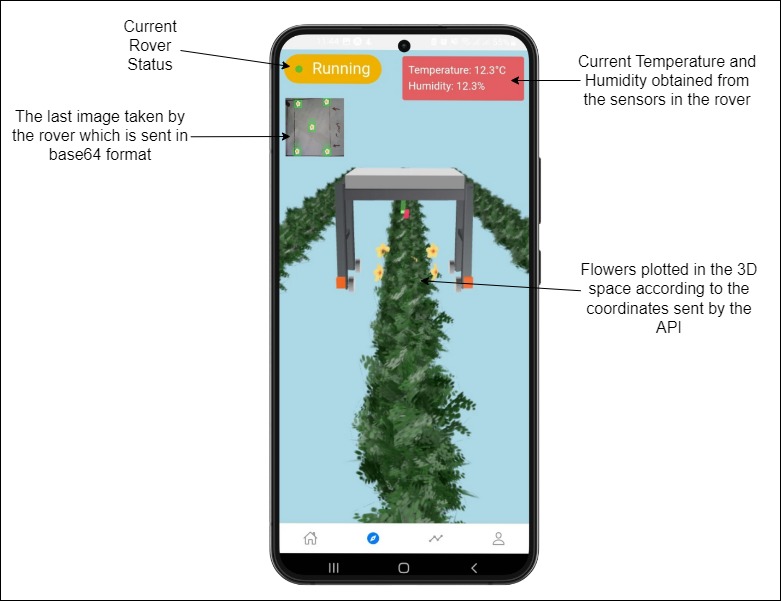 Current
Rover
Status
Running
Temperature: 12.3°C
Humidity: 12.3%
Current Temperature and
Humidity obtained from
the sensors in the rover
The last image taken by
the rover which is sent in
base64 format
Flowers plotted in the 3D
space according to the
coordinates sent by the
API